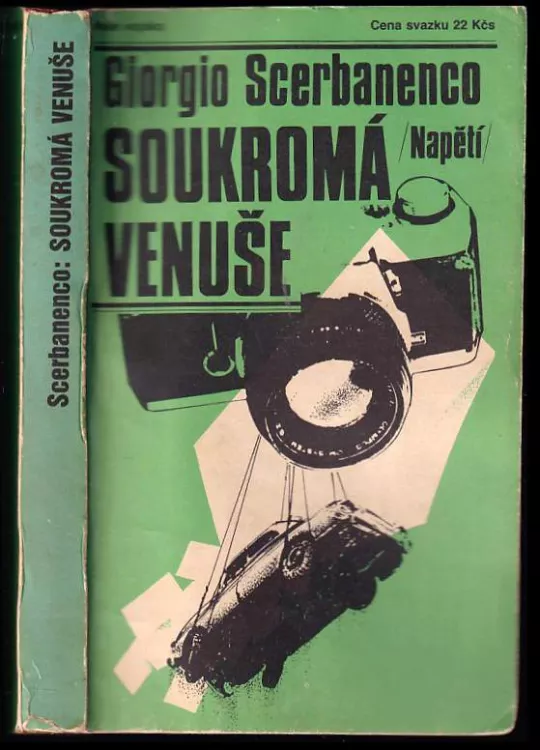 Cena svazku 22 Kčs
Giorgio Scerbanenco
SOUKROMÁ
/Napětí/
VENUŠE
Scerbanenco: SOUKROMÁ VENUŠE